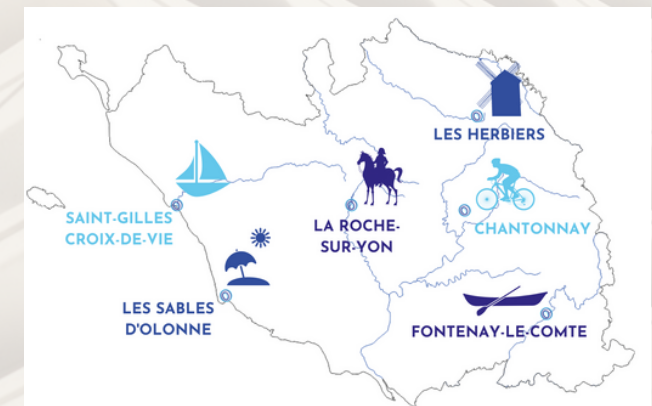 LES HERBIERS
SAINT-GILLES
CROIX-DE-VIE
LA ROCHE-
SUR-YON
CHANTONNAY
LES SABLES
D'OLONNE
FONTENAY-LE-COMTE